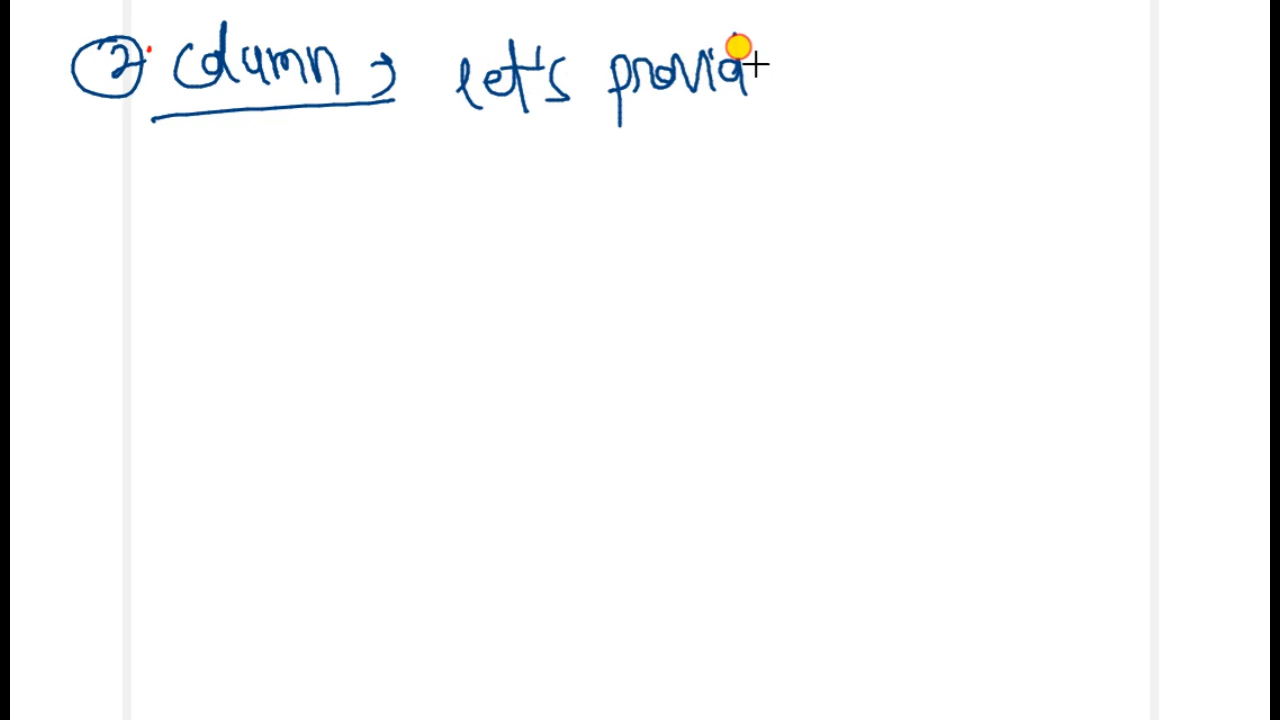 ② Column → let's provid